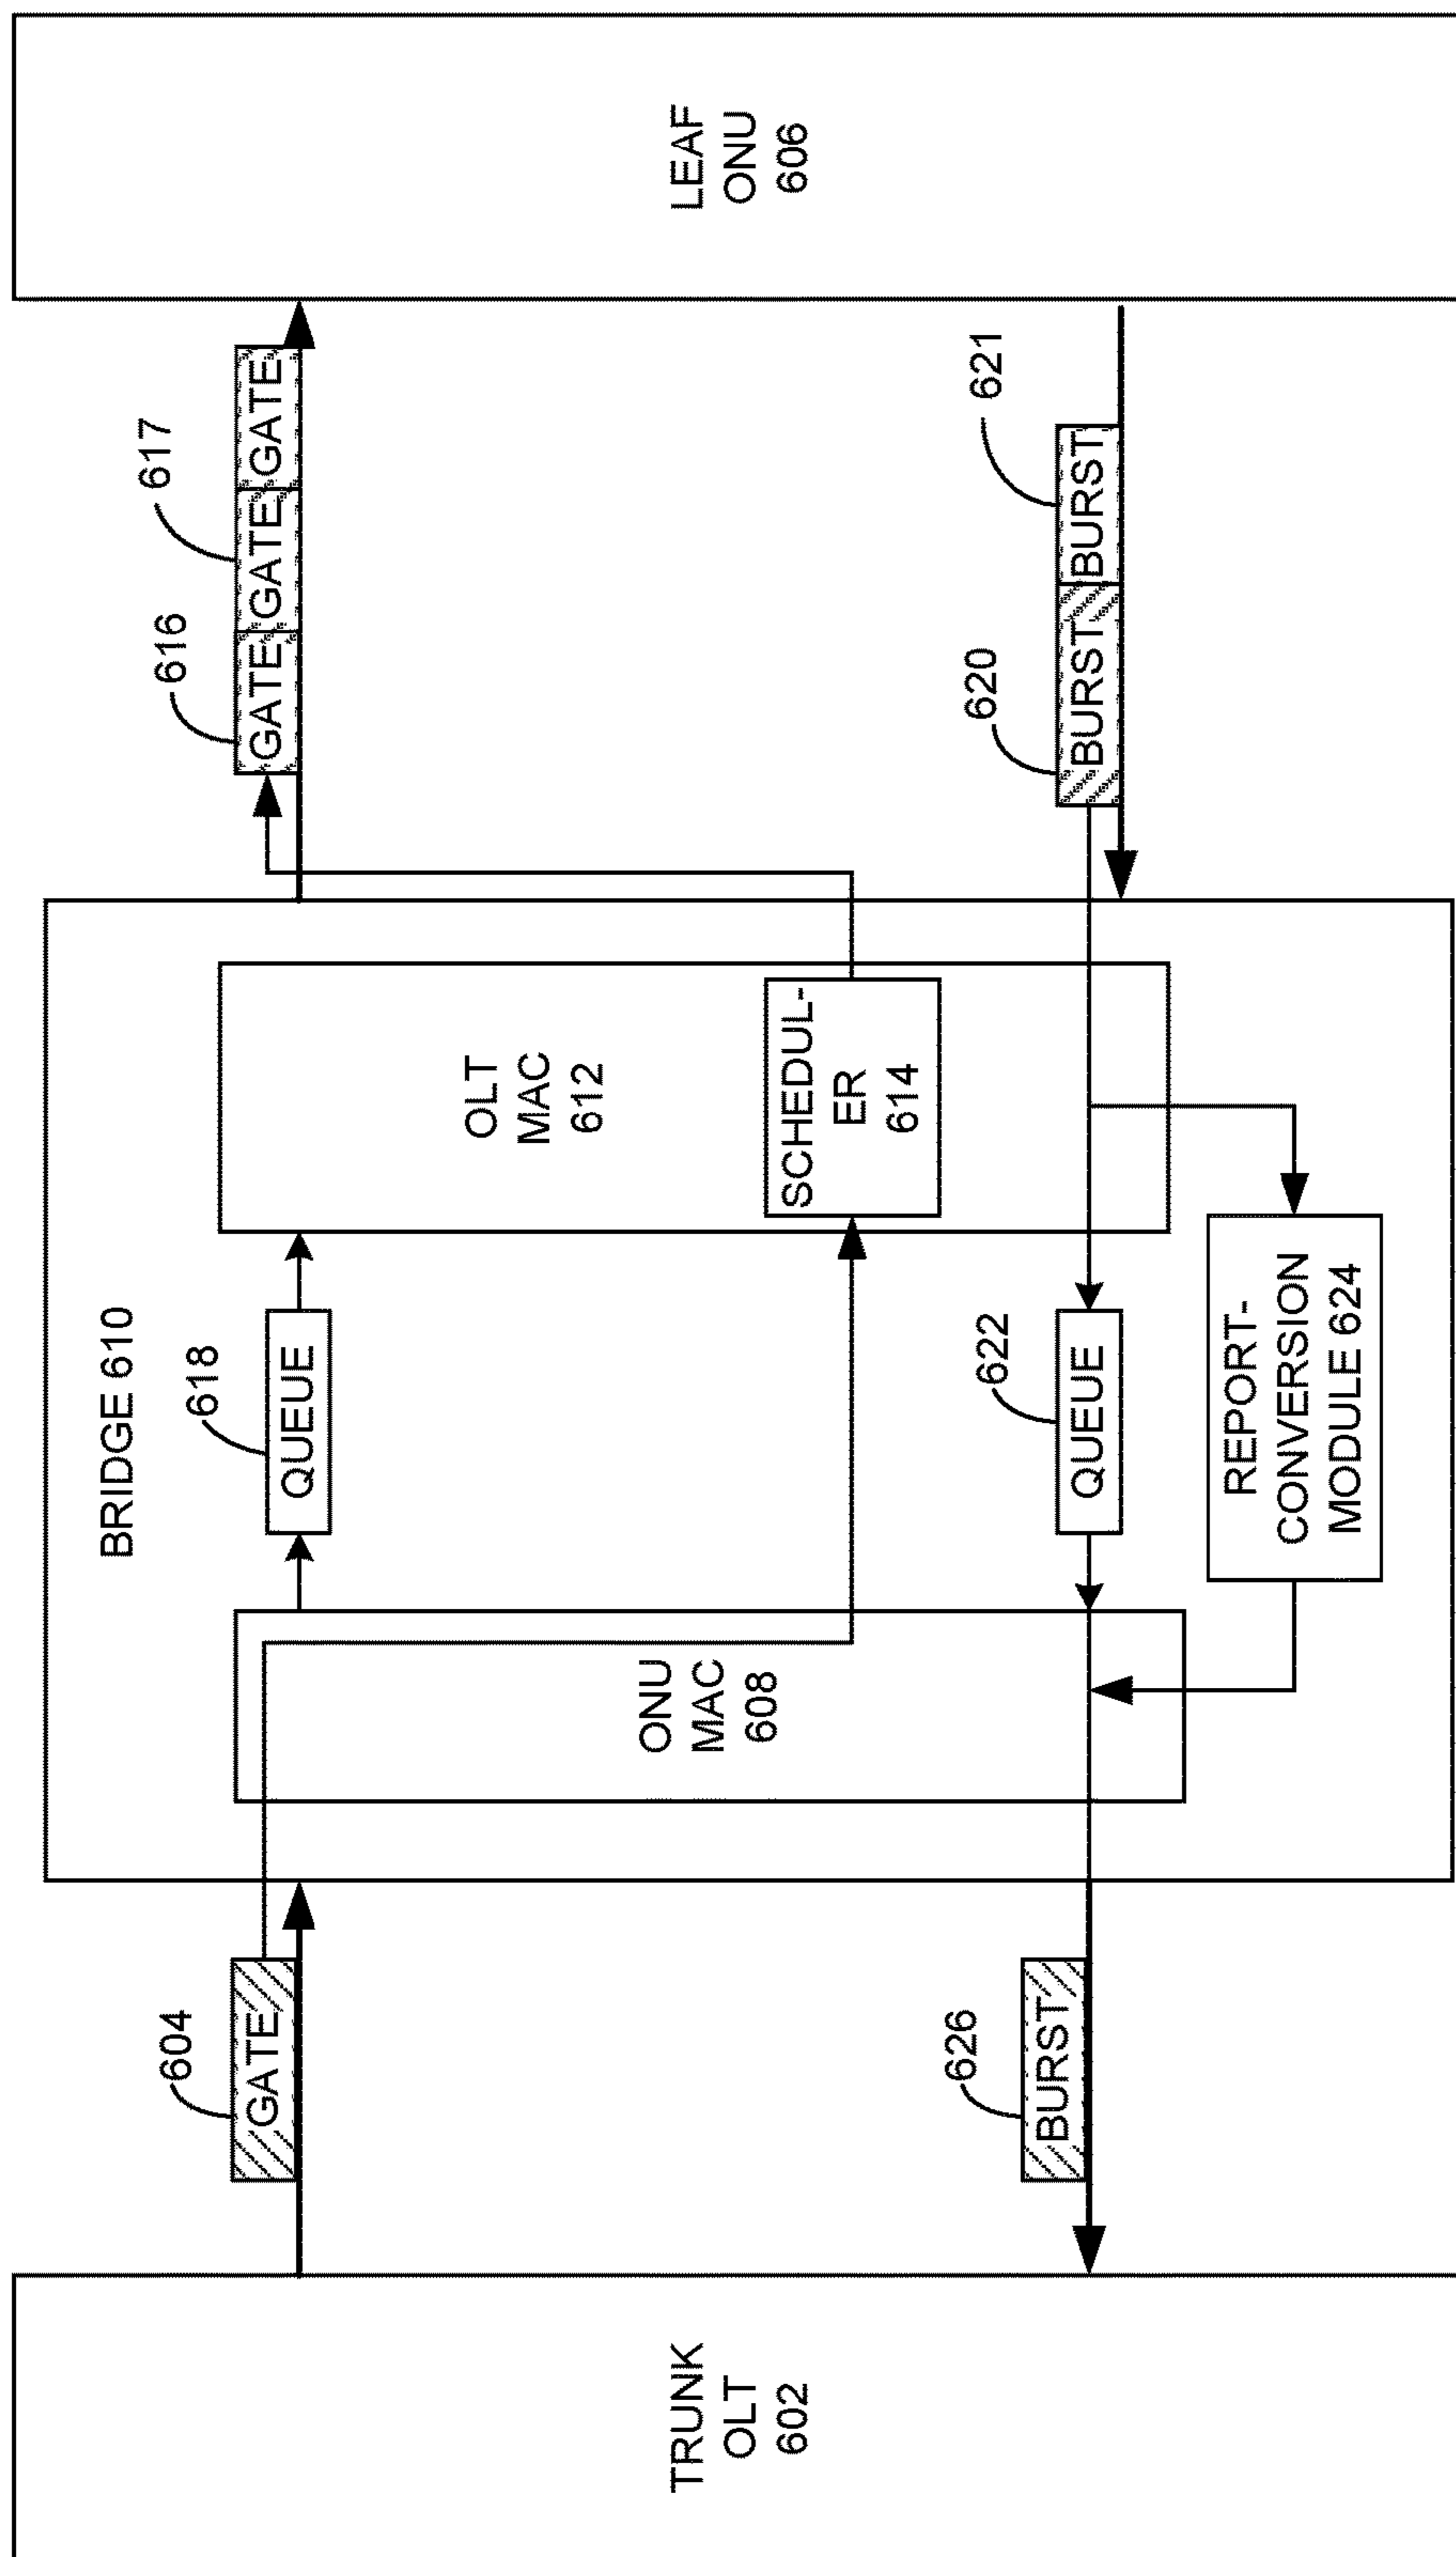 TRUNK
OLT
602
604
GATE
626
BURST
BRIDGE 610
ONU
MAC
608
618
QUEUE
622
QUEUE
REPORT-
CONVERSION
MODULE 624
OLT
MAC
612
SCHEDUL-
ER
614
616
617
GATE GATE GATE
620
621
BURST BURST
LEAF
ONU
606